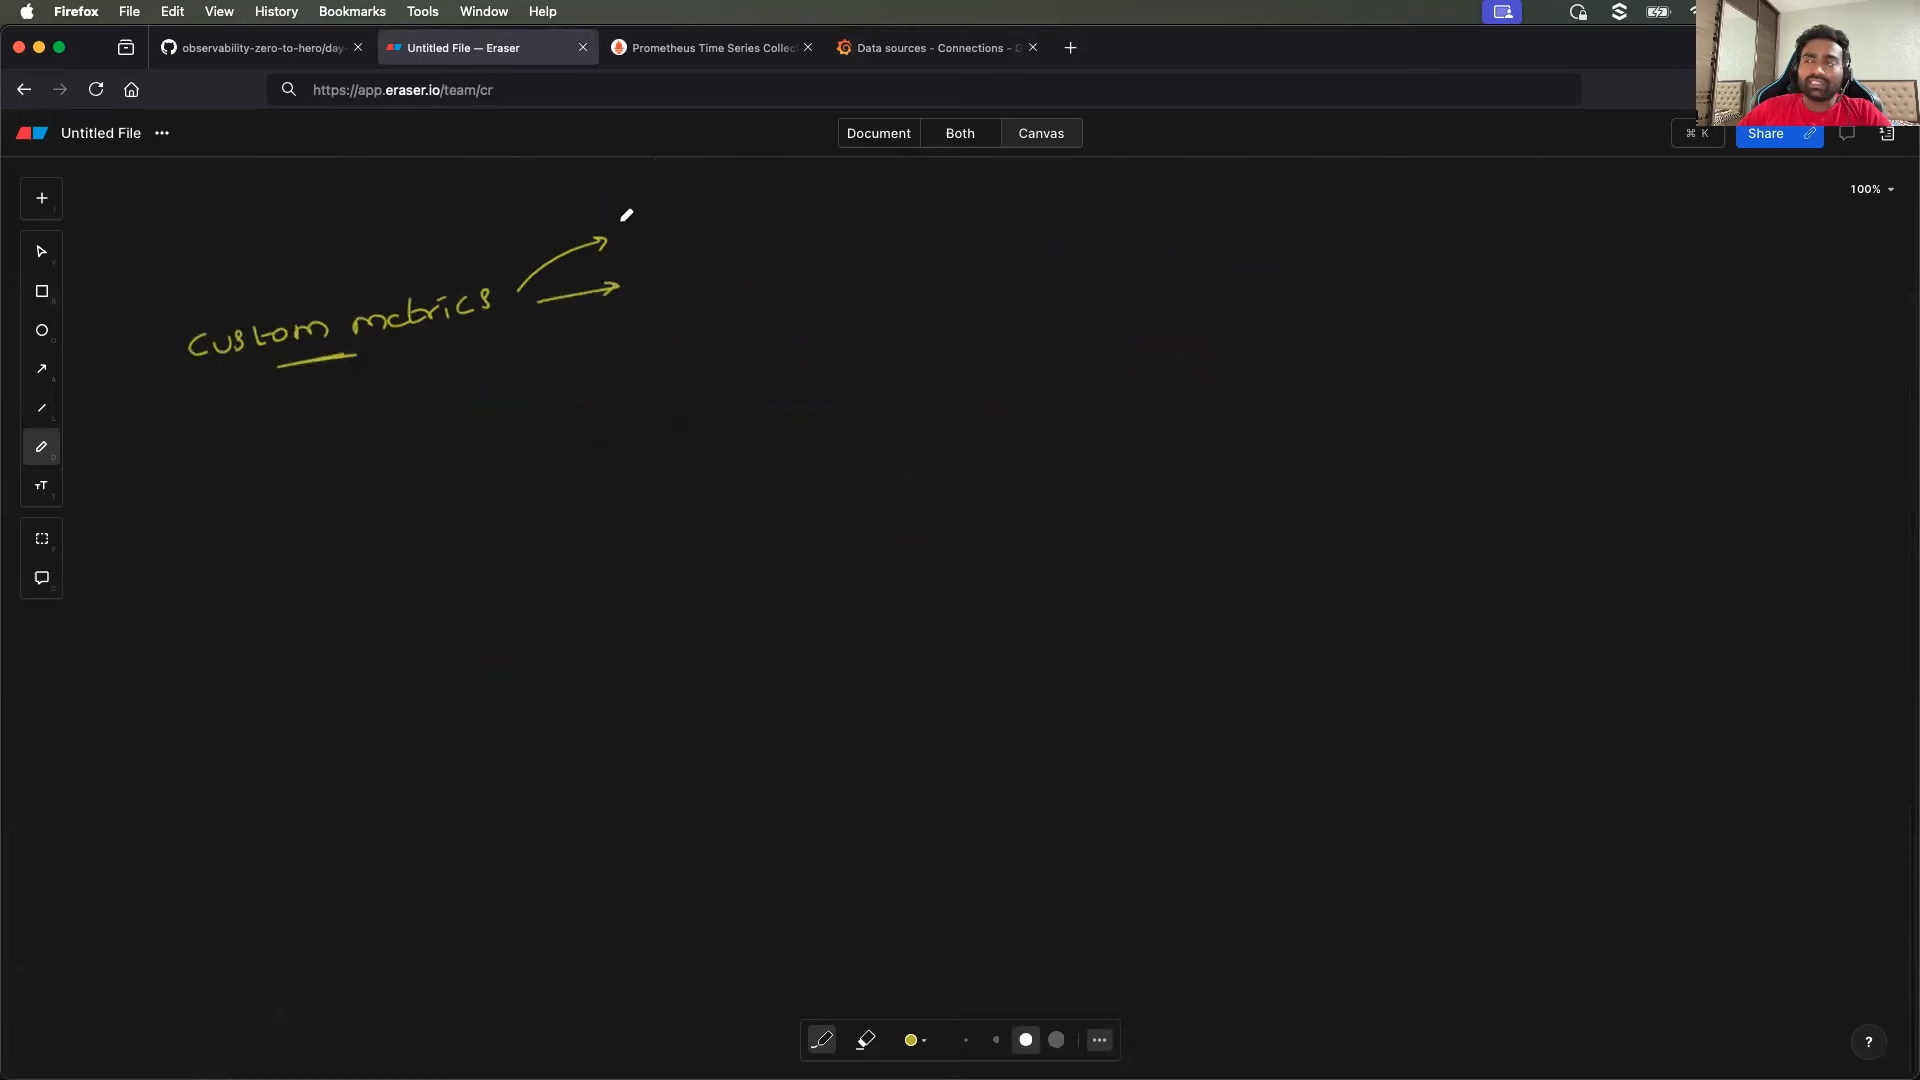 Firefox File Edit View History Bookmarks Tools Window Help
observability-zero-to-hero/day- Untitled File — Eraser Prometheus Time Series Collec Data sources - Connections - G
https://app.eraser.io/team/cr
Untitled File ••• Document Both Canvas ⌘ K Share
100%
custom metrics
тT
?